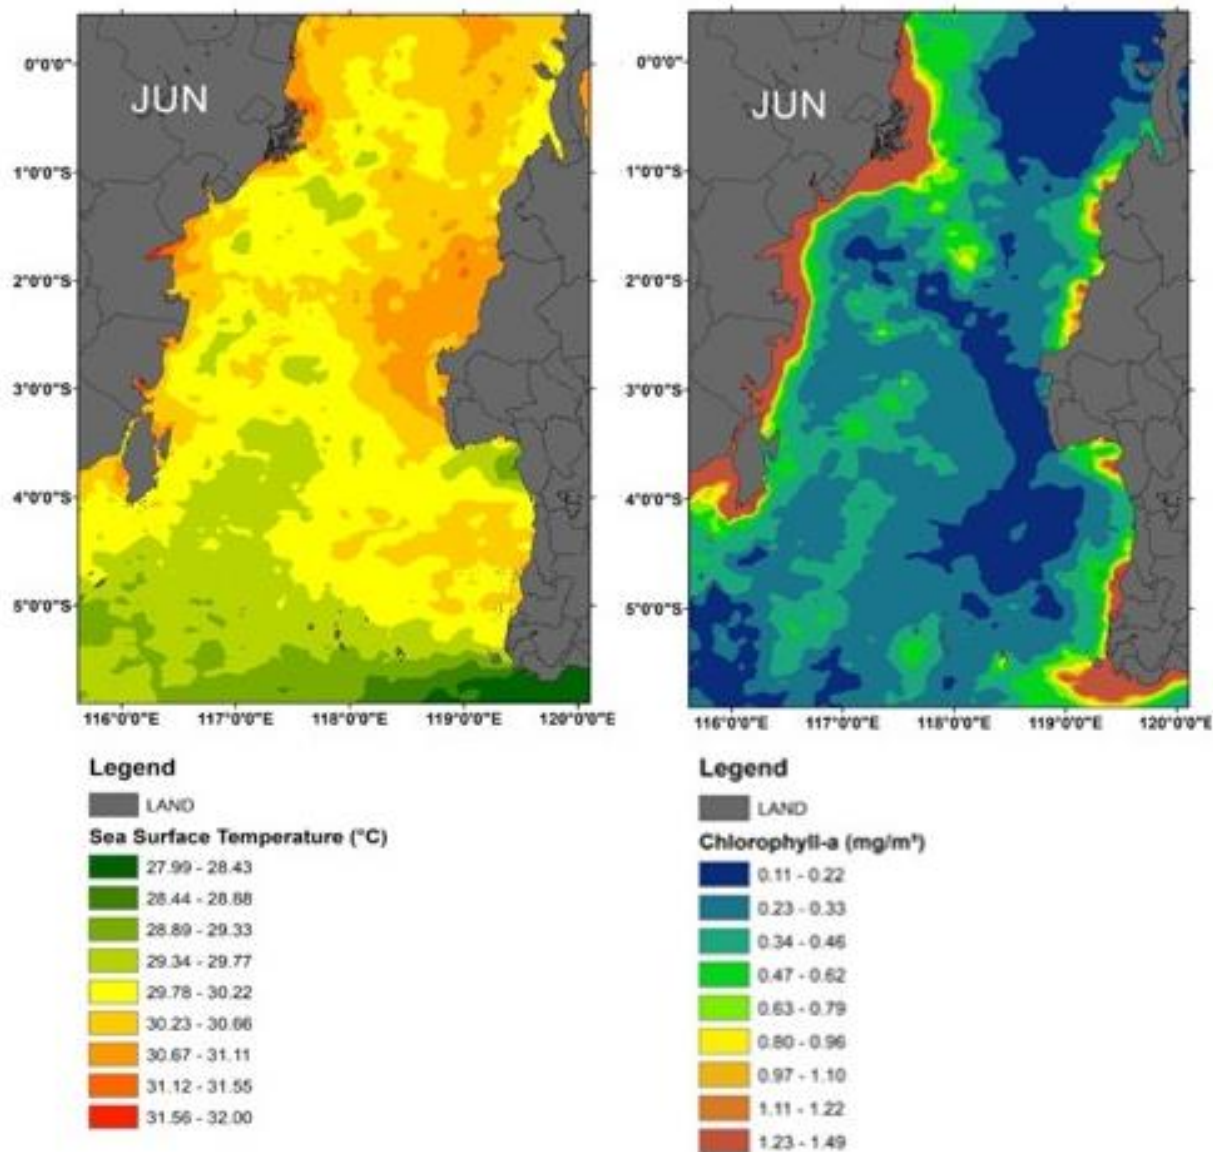 JUN
0°0'0"
1°0'0"S
2°0'0"S
3°0'0"S
4°0'0"S
5°0'0"S
116°0'0"E 117°0'0"E 118°0'0"E 119°0'0"E 120°0'0"E
Legend
LAND
Sea Surface Temperature (°C)
27.99 - 28.43
28.44 - 28.88
28.89 - 29.33
29.34 - 29.77
29.78 - 30.22
30.23 - 30.66
30.67 - 31.11
31.12 - 31.55
31.56 - 32.00
JUN
0°0'0"
1°0'0"S
2°0'0"S
3°0'0"S
4°0'0"S
5°0'0"S
116°0'0"E 117°0'0"E 118°0'0"E 119°0'0"E 120°0'0"E
Legend
LAND
Chlorophyll-a (mg/m³)
0.11 - 0.22
0.23 - 0.33
0.34 - 0.46
0.47 - 0.62
0.63 - 0.79
0.80 - 0.96
0.97 - 1.10
1.11 - 1.22
1.23 - 1.49